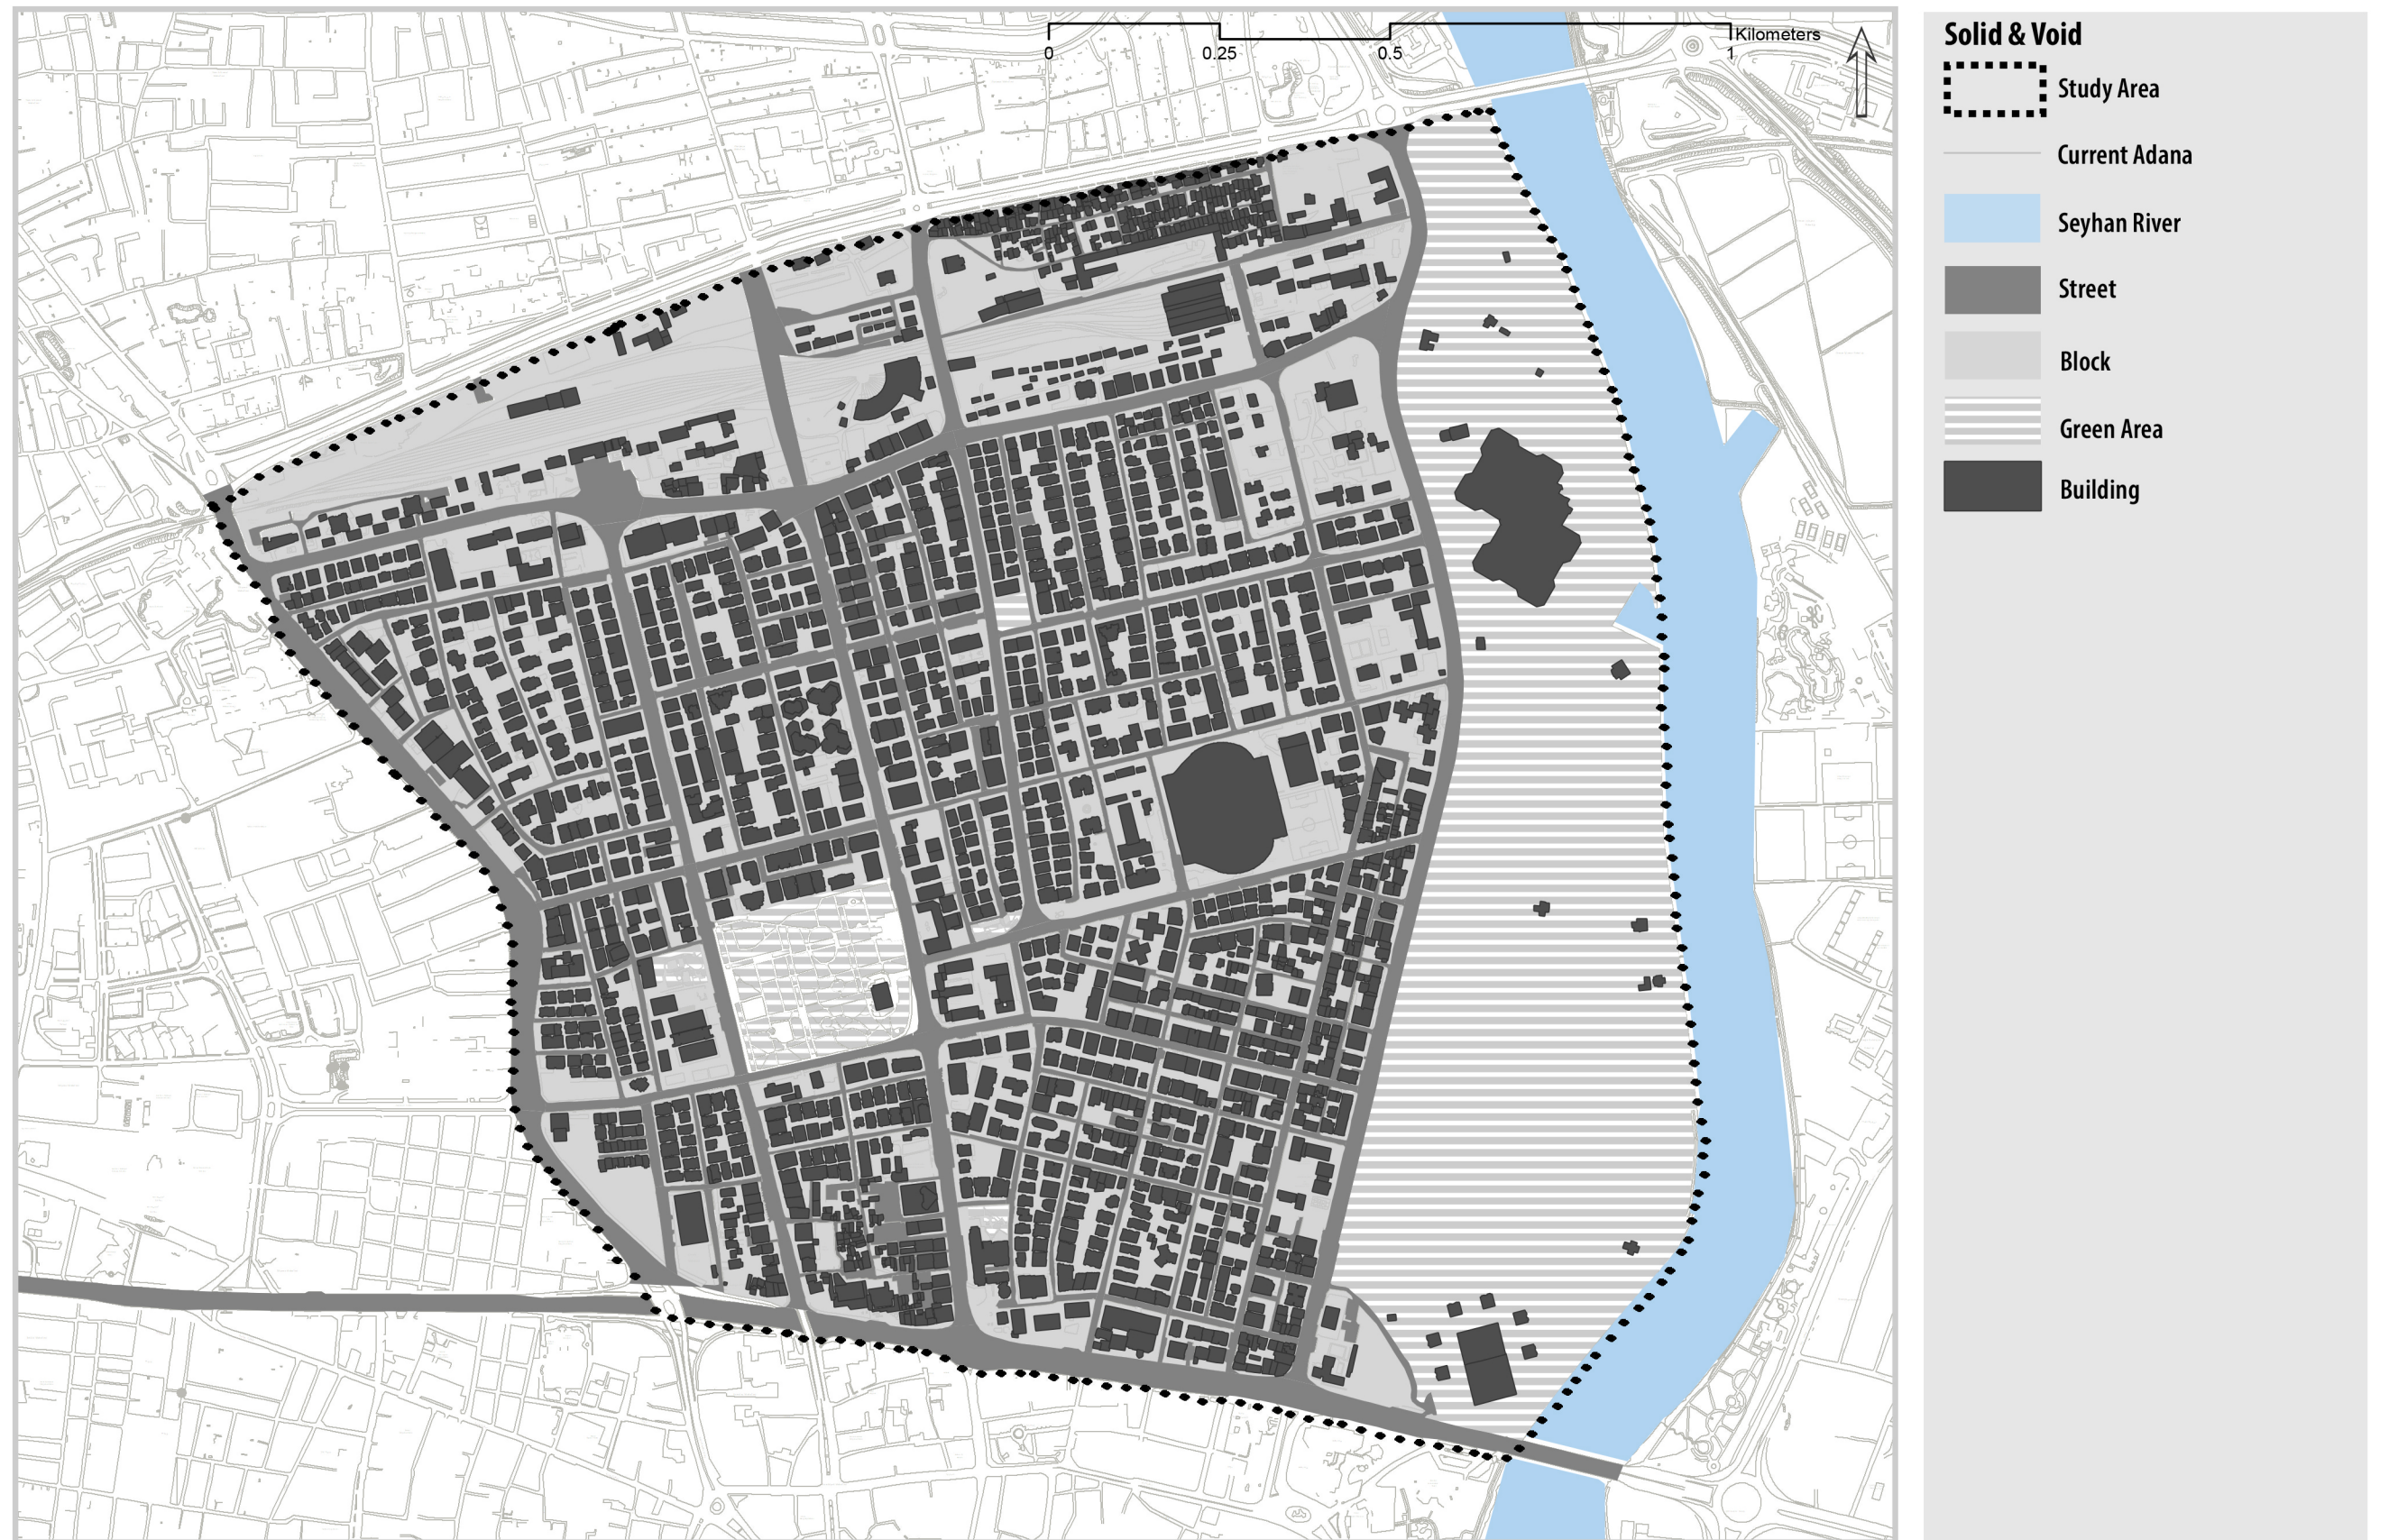 0
0.25
0.5
1
Kilometers
Solid & Void
Study Area
Current Adana
Seyhan River
Street
Block
Green Area
Building